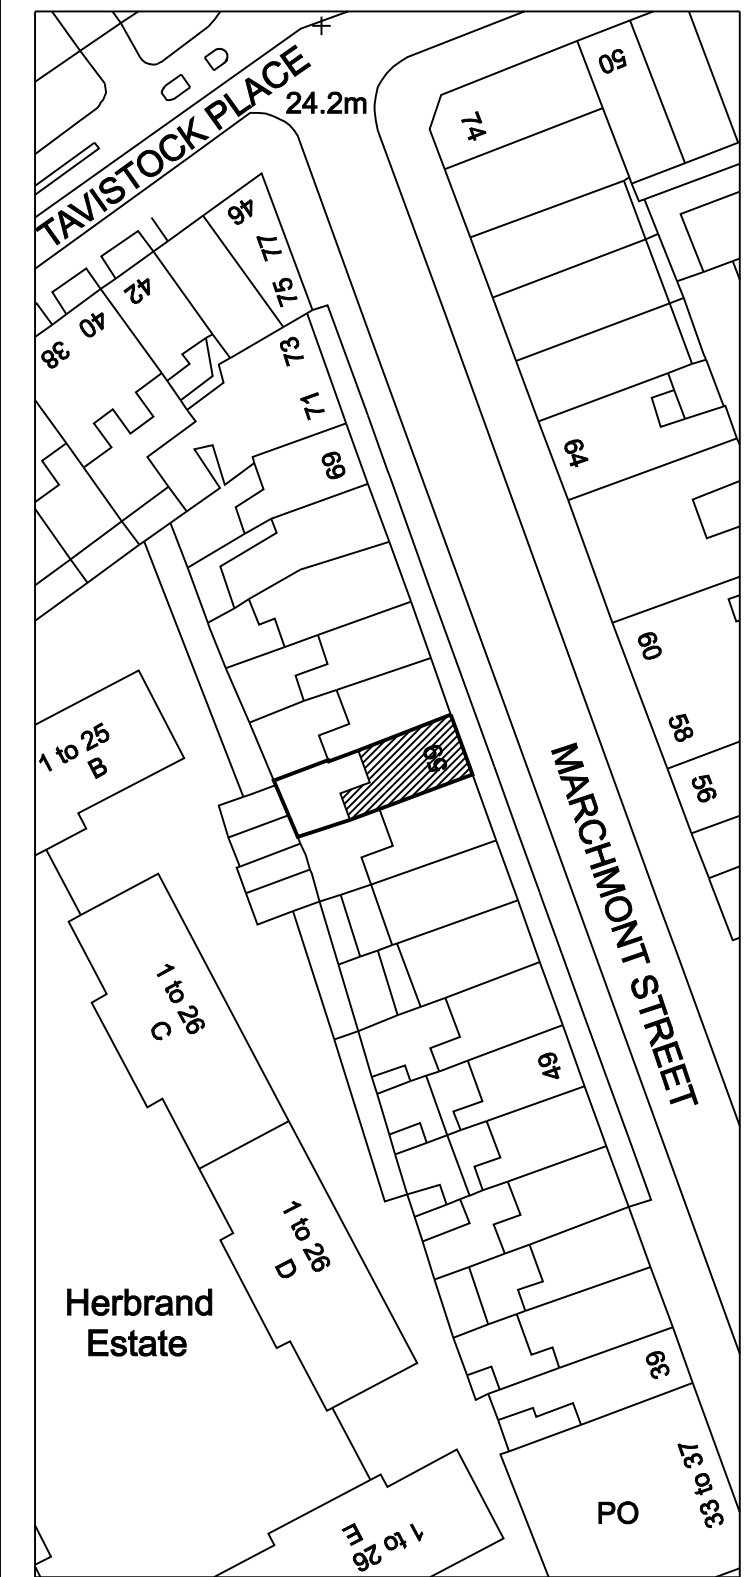 50
TAVISTOCK PLACE
24.2m
74
46
77
75
42
40
38
73
71
69
64
60
58
56
1 to 25
B
59
MARCHMONT STREET
1 to 26
C
49
1 to 26
D
Herbrand
Estate
39
33 to 37
PO
1 to 26
E